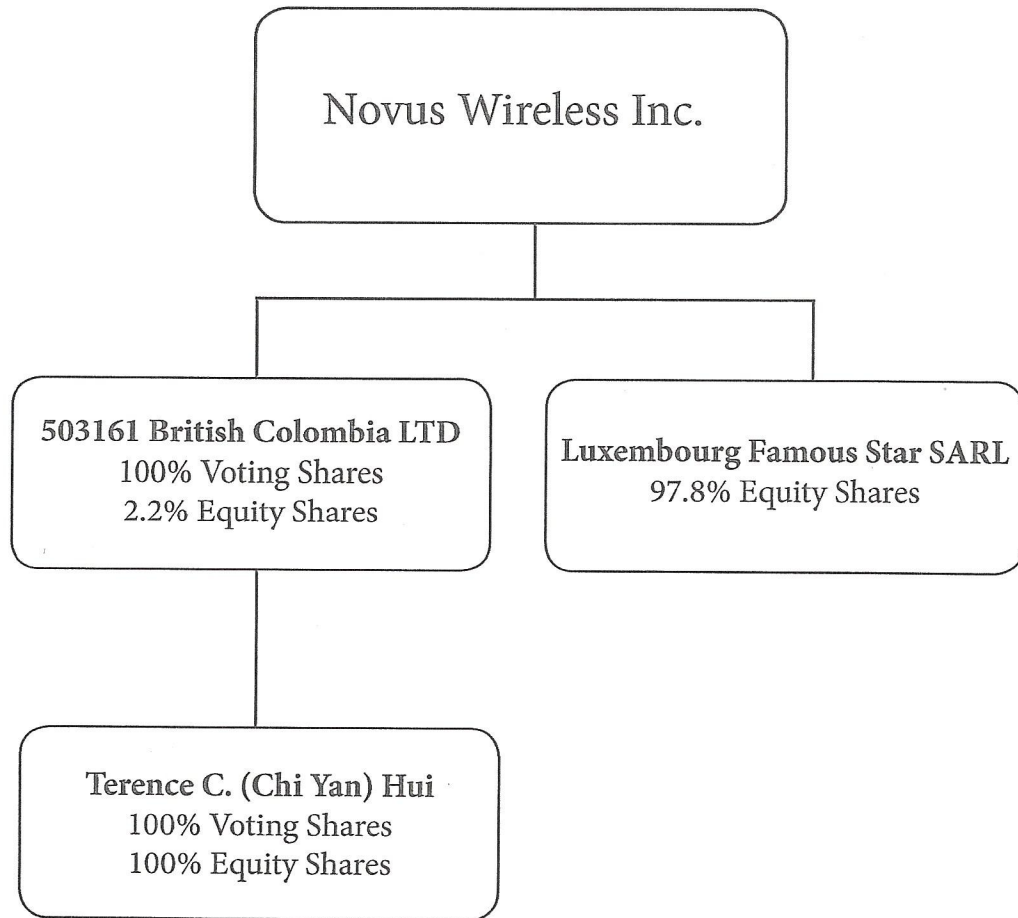 Novus Wireless Inc.
503161 British Colombia LTD
100% Voting Shares
2.2% Equity Shares
Luxembourg Famous Star SARL
97.8% Equity Shares
Terence C. (Chi Yan) Hui
100% Voting Shares
100% Equity Shares